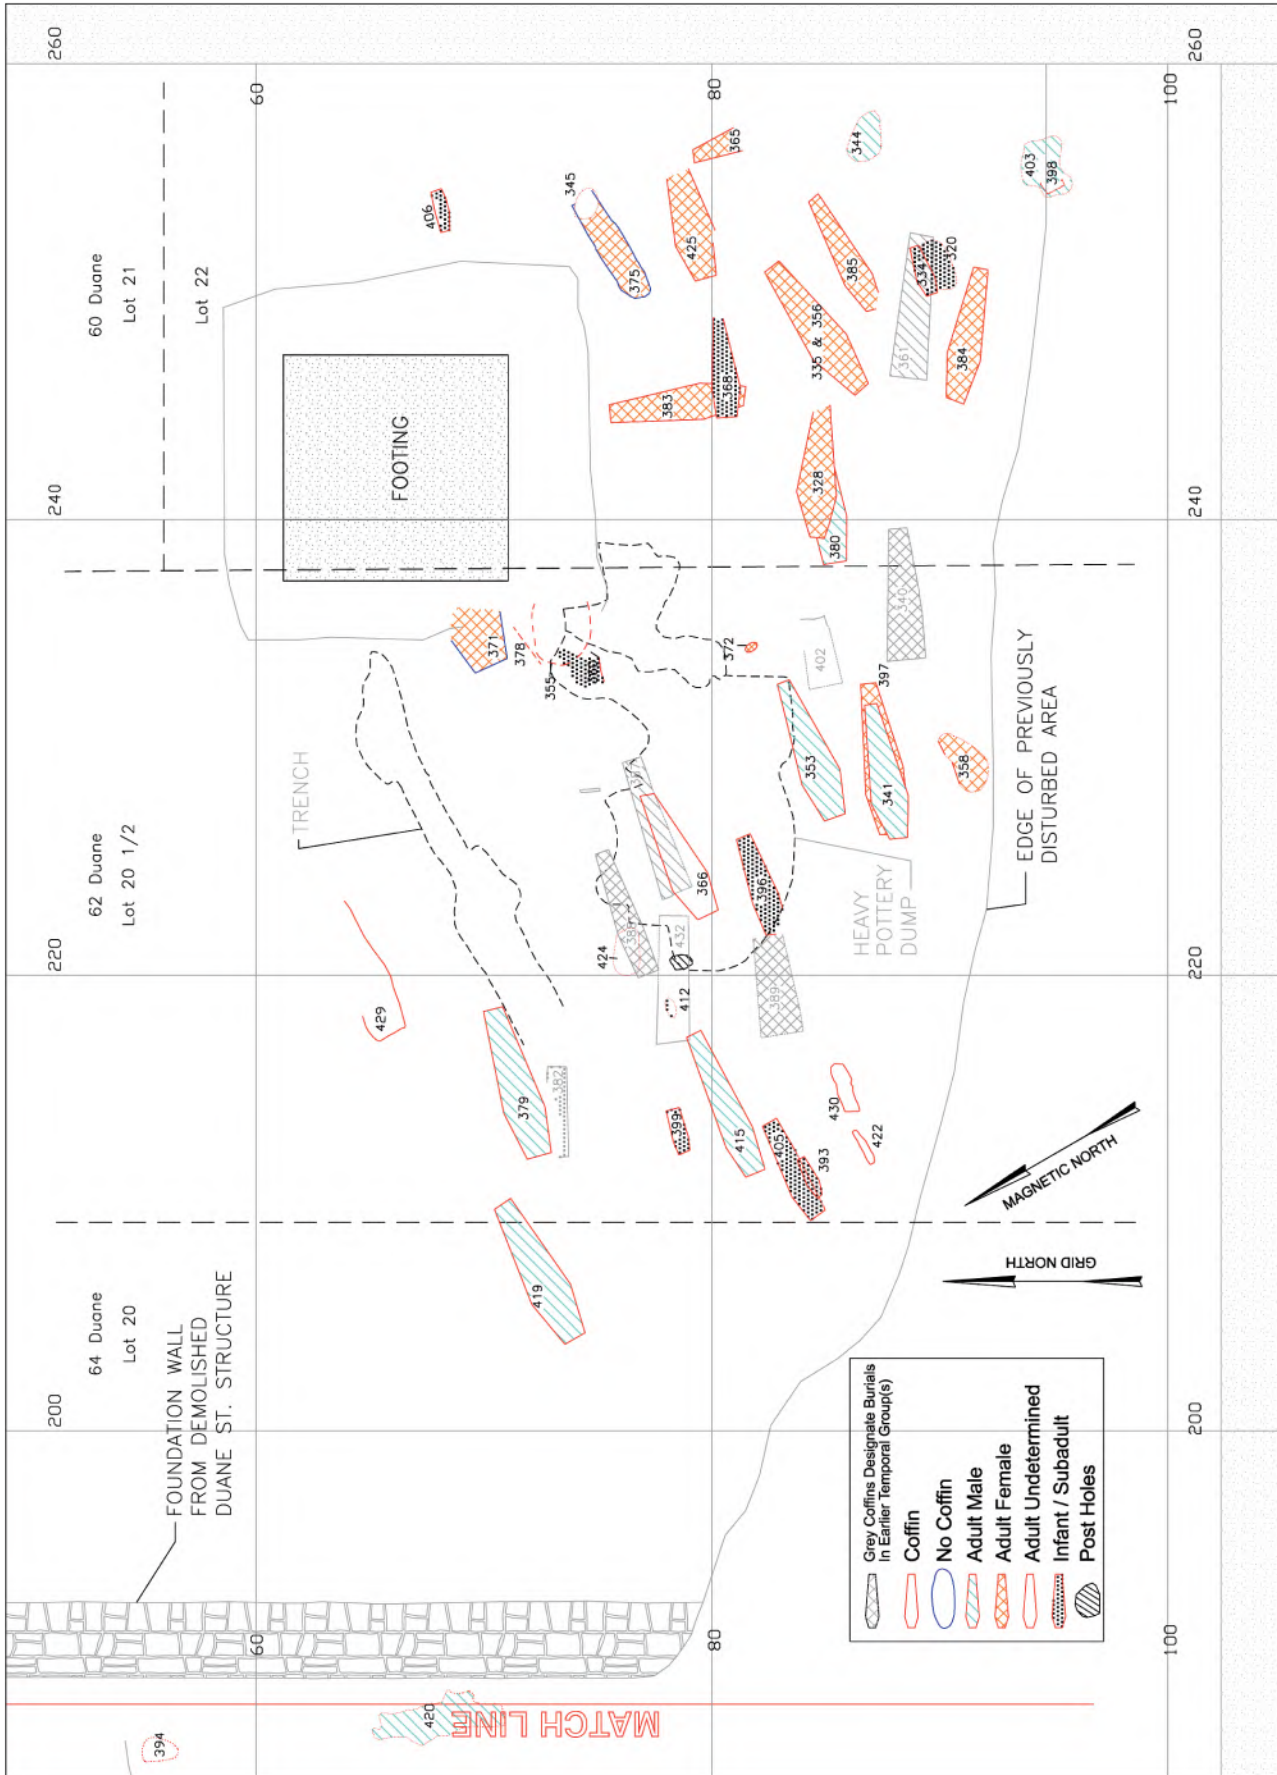 260
260
60
80
100
60 Duane
Lot 21
Lot 22
406
345
375
425
365
344
403
398
385
334
320
335 & 356
361
384
383
368
FOOTING
328
380
240
240
340
371
378
355
372
402
397
353
341
358
TRENCH
62 Duane
Lot 20 1/2
366
396
424
432
412
389
HEAVY
POTTERY
DUMP
EDGE OF PREVIOUSLY
DISTURBED AREA
220
220
429
379
382
399
415
405
393
430
422
MAGNETIC NORTH
GRID NORTH
419
64 Duane
Lot 20
FOUNDATION WALL
FROM DEMOLISHED
DUANE ST. STRUCTURE
200
200
Grey Coffins Designate Burials
In Earlier Temporal Group(s)
Coffin
No Coffin
Adult Male
Adult Female
Adult Undetermined
Infant / Subadult
Post Holes
60
80
100
420
394
MATCH LINE